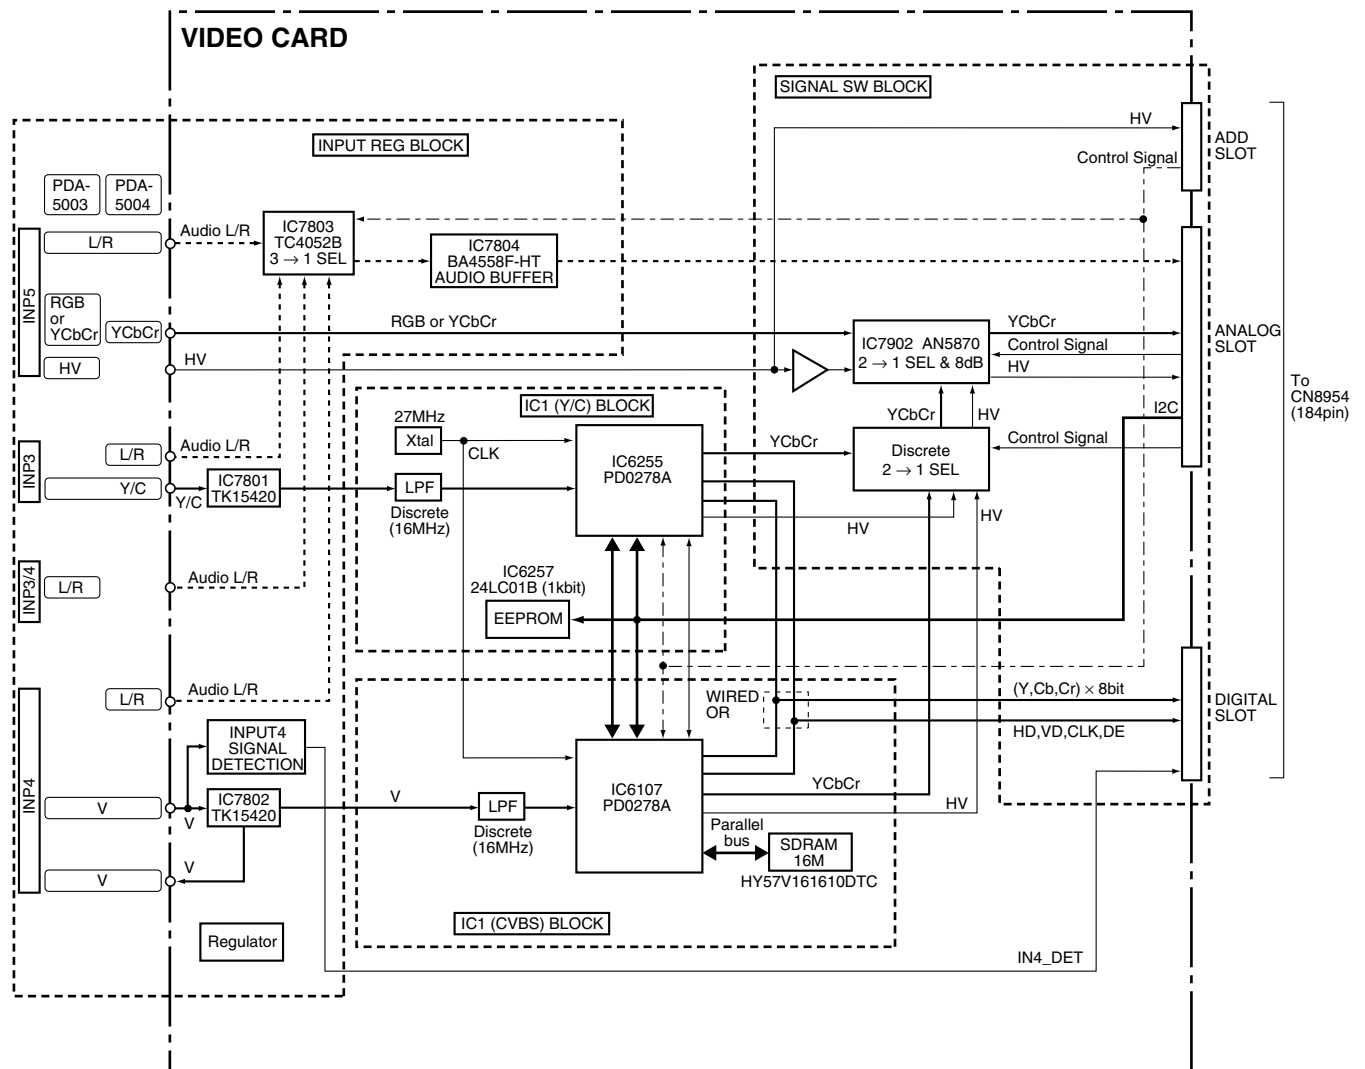 VIDEO CARD
SIGNAL SW BLOCK
INPUT REG BLOCK
HV
ADD
SLOT
Control Signal
PDA-
5003
PDA-
5004
INP5
L/R
Audio L/R
IC7803
TC4052B
3 → 1 SEL
IC7804
BA4558F-HT
AUDIO BUFFER
RGB
or
YCbCr
YCbCr
RGB or YCbCr
IC7902 AN5870
2 → 1 SEL & 8dB
YCbCr
Control Signal
HV
ANALOG
SLOT
HV
HV
To
CN8954
(184pin)
IC1 (Y/C) BLOCK
YCbCr
HV
I2C
27MHz
Xtal
CLK
IC6255
PD0278A
YCbCr
Discrete
2 → 1 SEL
Control Signal
INP3
L/R
Audio L/R
Y/C
Y/C
IC7801
TK15420
LPF
Discrete
(16MHz)
HV
HV
INP3/4
L/R
Audio L/R
IC6257
24LC01B (1kbit)
EEPROM
INP4
L/R
Audio L/R
WIRED
OR
(Y,Cb,Cr) × 8bit
HD,VD,CLK,DE
DIGITAL
SLOT
INPUT4
SIGNAL
DETECTION
V
V
IC7802
TK15420
V
LPF
Discrete
(16MHz)
IC6107
PD0278A
YCbCr
HV
Parallel
bus
SDRAM
16M
HY57V161610DTC
V
V
IC1 (CVBS) BLOCK
Regulator
IN4_DET